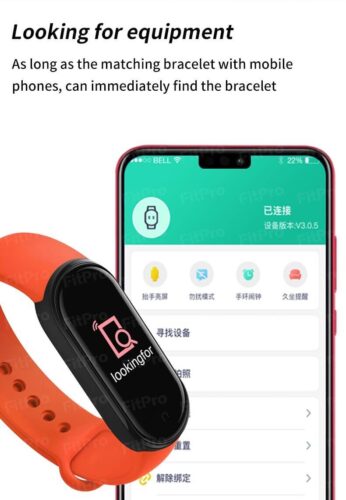 Looking for equipment
As long as the matching bracelet with mobile
phones, can immediately find the bracelet
BELL 22%
已连接
设备版本:V3.0.5
抬手亮屏 勿扰模式 手环闹钟 久坐提醒
寻找设备
拍照
重置
解除绑定
lookingfor
FitPro